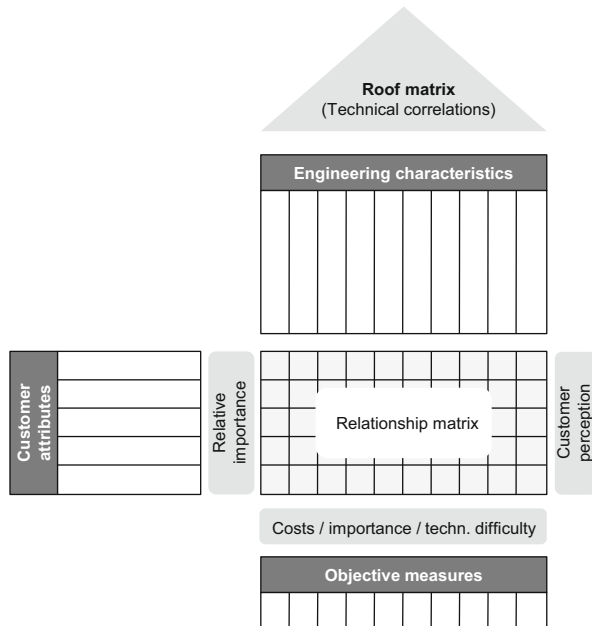 Roof matrix
(Technical correlations)
Engineering characteristics
Customer
attributes
Relative
importance
Relationship matrix
Customer
perception
Costs / importance / techn. difficulty
Objective measures